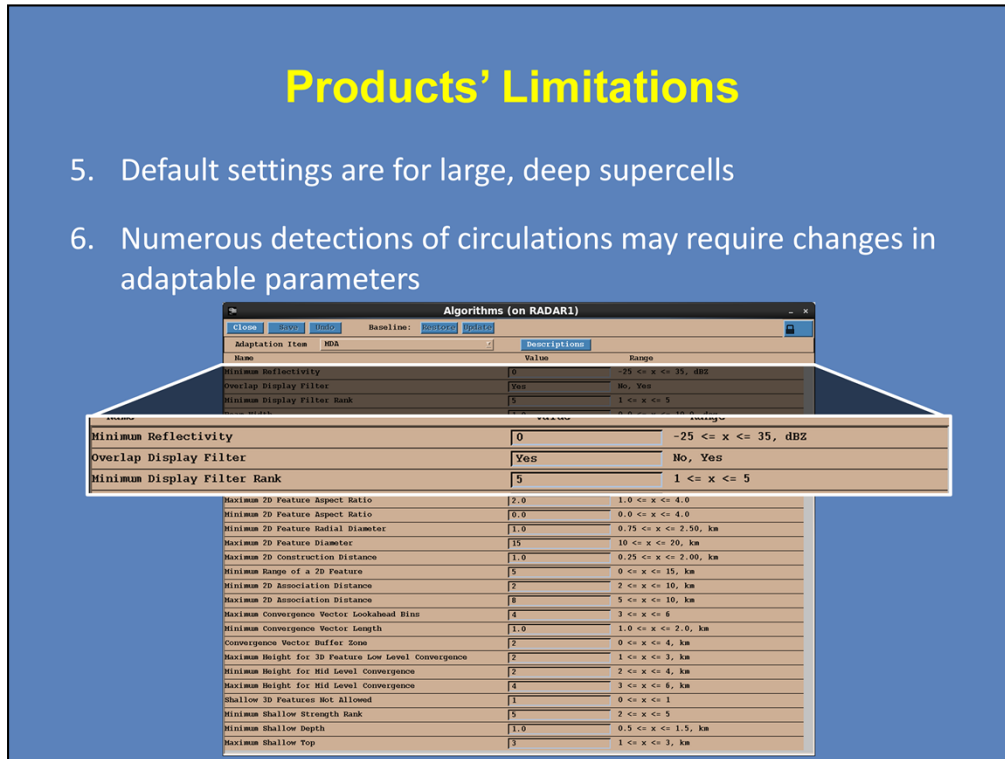 Products' Limitations
5. Default settings are for large, deep supercells
6. Numerous detections of circulations may require changes in
adaptable parameters
Algorithms (on RADAR1)
Close Save Undo Baseline: Restore Update
Adaptation Item MDA Descriptions
Name Value Range
Minimum Reflectivity 0 -25 <= x <= 35, dBZ
Overlap Display Filter Yes No, Yes
Minimum Display Filter Rank 5 1 <= x <= 5
Name Value Range
Minimum Reflectivity 0 -25 <= x <= 35, dBZ
Overlap Display Filter Yes No, Yes
Minimum Display Filter Rank 5 1 <= x <= 5
Maximum 2D Feature Aspect Ratio 2.0 1.0 <= x <= 4.0
Minimum 2D Feature Aspect Ratio 0.0 0.0 <= x <= 4.0
Minimum 2D Feature Radial Diameter 1.0 0.75 <= x <= 2.50, km
Maximum 2D Feature Diameter 15 10 <= x <= 20, km
Maximum 2D Construction Distance 1.0 0.25 <= x <= 2.00, km
Minimum Range of a 2D Feature 5 0 <= x <= 15, km
Minimum 2D Association Distance 2 2 <= x <= 10, km
Maximum 2D Association Distance 8 5 <= x <= 10, km
Maximum Convergence Vector Lookahead Bins 4 3 <= x <= 6
Minimum Convergence Vector Length 1.0 1.0 <= x <= 2.0, km
Convergence Vector Buffer Zone 2 0 <= x <= 4, km
Maximum Height for 3D Feature Low Level Convergence 2 1 <= x <= 3, km
Minimum Height for Mid Level Convergence 2 2 <= x <= 4, km
Maximum Height for Mid Level Convergence 4 3 <= x <= 6, km
Shallow 3D Features Not Allowed 1 0 <= x <= 1
Minimum Shallow Strength Rank 5 2 <= x <= 5
Minimum Shallow Depth 1.0 0.5 <= x <= 1.5, km
Maximum Shallow Top 3 1 <= x <= 3, km